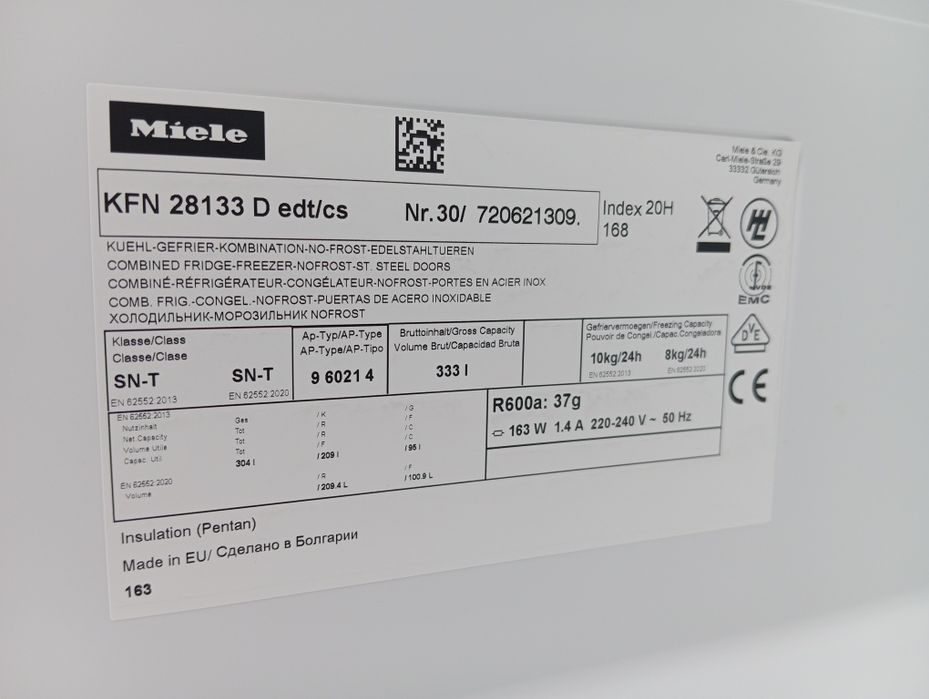 Miele
Miele & Cie. KG
Carl-Miele-Straße 29
33332 Gütersloh
Germany
KFN 28133 D edt/cs
Nr.30/ 720621309.
Index 20H
168
KUEHL-GEFRIER-KOMBINATION-NO-FROST-EDELSTAHLTUEREN
COMBINED FRIDGE-FREEZER-NOFROST-ST. STEEL DOORS
COMBINÉ-RÉFRIGÉRATEUR-CONGÉLATEUR-NOFROST-PORTES EN ACIER INOX
COMB. FRIG.-CONGEL.-NOFROST-PUERTAS DE ACERO INOXIDABLE
ХОЛОДИЛЬНИК-МОРОЗИЛЬНИК NOFROST
EMC
DVE
CE
Klasse/Class
Classe/Clase
SN-T
EN 62552:2013
SN-T
EN 62552:2020
Ap-Typ/AP-Type
AP-Type/AP-Tipo
9 6021 4
Bruttoinhalt/Gross Capacity
Volume Brut/Capacidad Bruta
333 l
Gefriervermoegen/Freezing Capacity
Pouvoir de Congel./Capac.Congeladora
10kg/24h 8kg/24h
EN 62552:2013 EN 62552:2020
EN 62552:2013
Nutzinhalt Ges /K /G
Net Capacity Tot /R /F
Volume Utile Tot /R /C
Capac. Util. Tot /F /C
304 l /209 l /95 l
EN 62552:2020 /R /F
Volume /209.4 L /100.9 L
R600a: 37g
163 W 1.4 A 220-240 V ~ 50 Hz
Insulation (Pentan)
Made in EU/ Сделано в Болгарии
163